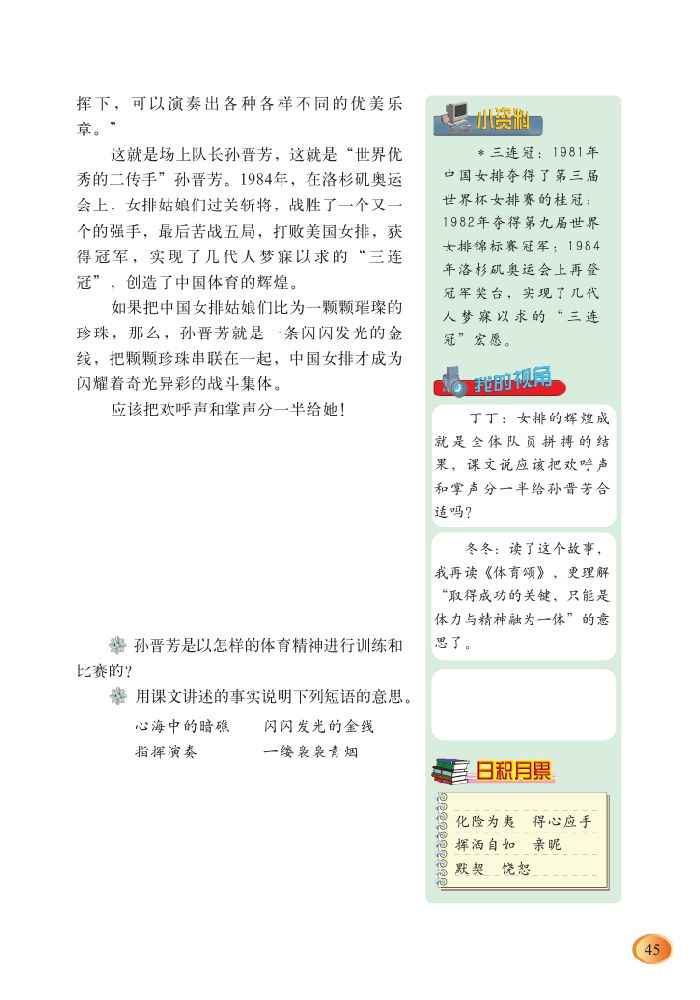 挥下，可以演奏出各种各样不同的优美乐
章。”
这就是场上队长孙晋芳，这就是“世界优
秀的二传手”孙晋芳。1984年，在洛杉矶奥运
会上，女排姑娘们过关斩将，战胜了一个又一
个的强手，最后苦战五局，打败美国女排，获
得冠军，实现了几代人梦寐以求的“三连
冠”，创造了中国体育的辉煌。
如果把中国女排姑娘们比为一颗颗璀璨的
珍珠，那么，孙晋芳就是一条闪闪发光的金
线，把颗颗珍珠串联在一起，中国女排才成为
闪耀着奇光异彩的战斗集体。
应该把欢呼声和掌声分一半给她！
孙晋芳是以怎样的体育精神进行训练和
比赛的？
用课文讲述的事实说明下列短语的意思。
心海中的暗礁 闪闪发光的金线
指挥演奏 一缕袅袅青烟
小资料
*三连冠：1981年
中国女排夺得了第三届
世界杯女排赛的桂冠；
1982年夺得第九届世界
女排锦标赛冠军；1984
年洛杉矶奥运会上再登
冠军奖台，实现了几代
人梦寐以求的“三连
冠”宏愿。
我的视角
丁丁：女排的辉煌成
就是全体队员拼搏的结
果，课文说应该把欢呼声
和掌声分一半给孙晋芳合
适吗？
冬冬：读了这个故事，
我再读《体育颂》，更理解
“取得成功的关键，只能是
体力与精神融为一体”的意
思了。
日积月累
化险为夷 得心应手
挥洒自如 亲昵
默契 饶恕
45